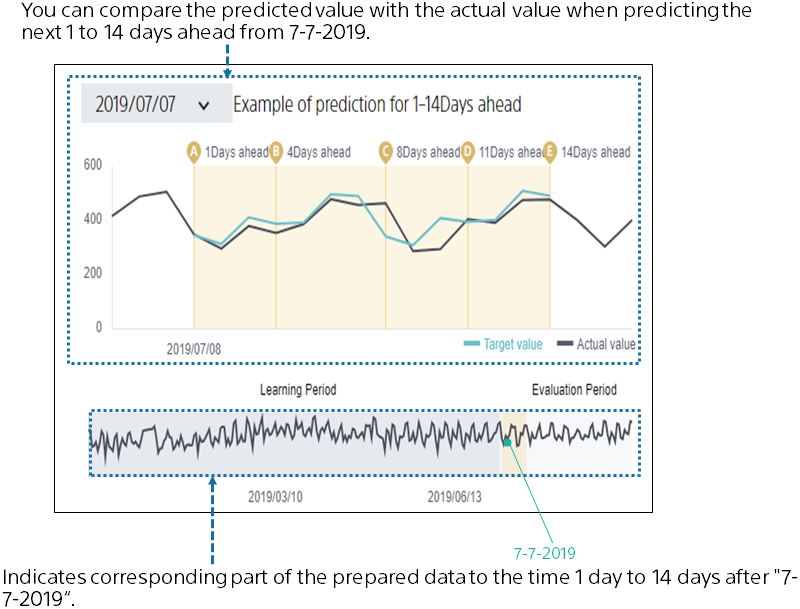 You can compare the predicted value with the actual value when predicting the
next 1 to 14 days ahead from 7-7-2019.
2019/07/07 Example of prediction for 1-14Days ahead
A 1Days ahead B 4Days ahead C 8Days ahead D 11Days ahead E 14Days ahead
600
400
200
0
2019/07/08
Target value Actual value
Learning Period Evaluation Period
2019/03/10 2019/06/13
7-7-2019
Indicates corresponding part of the prepared data to the time 1 day to 14 days after "7-
7-2019“.